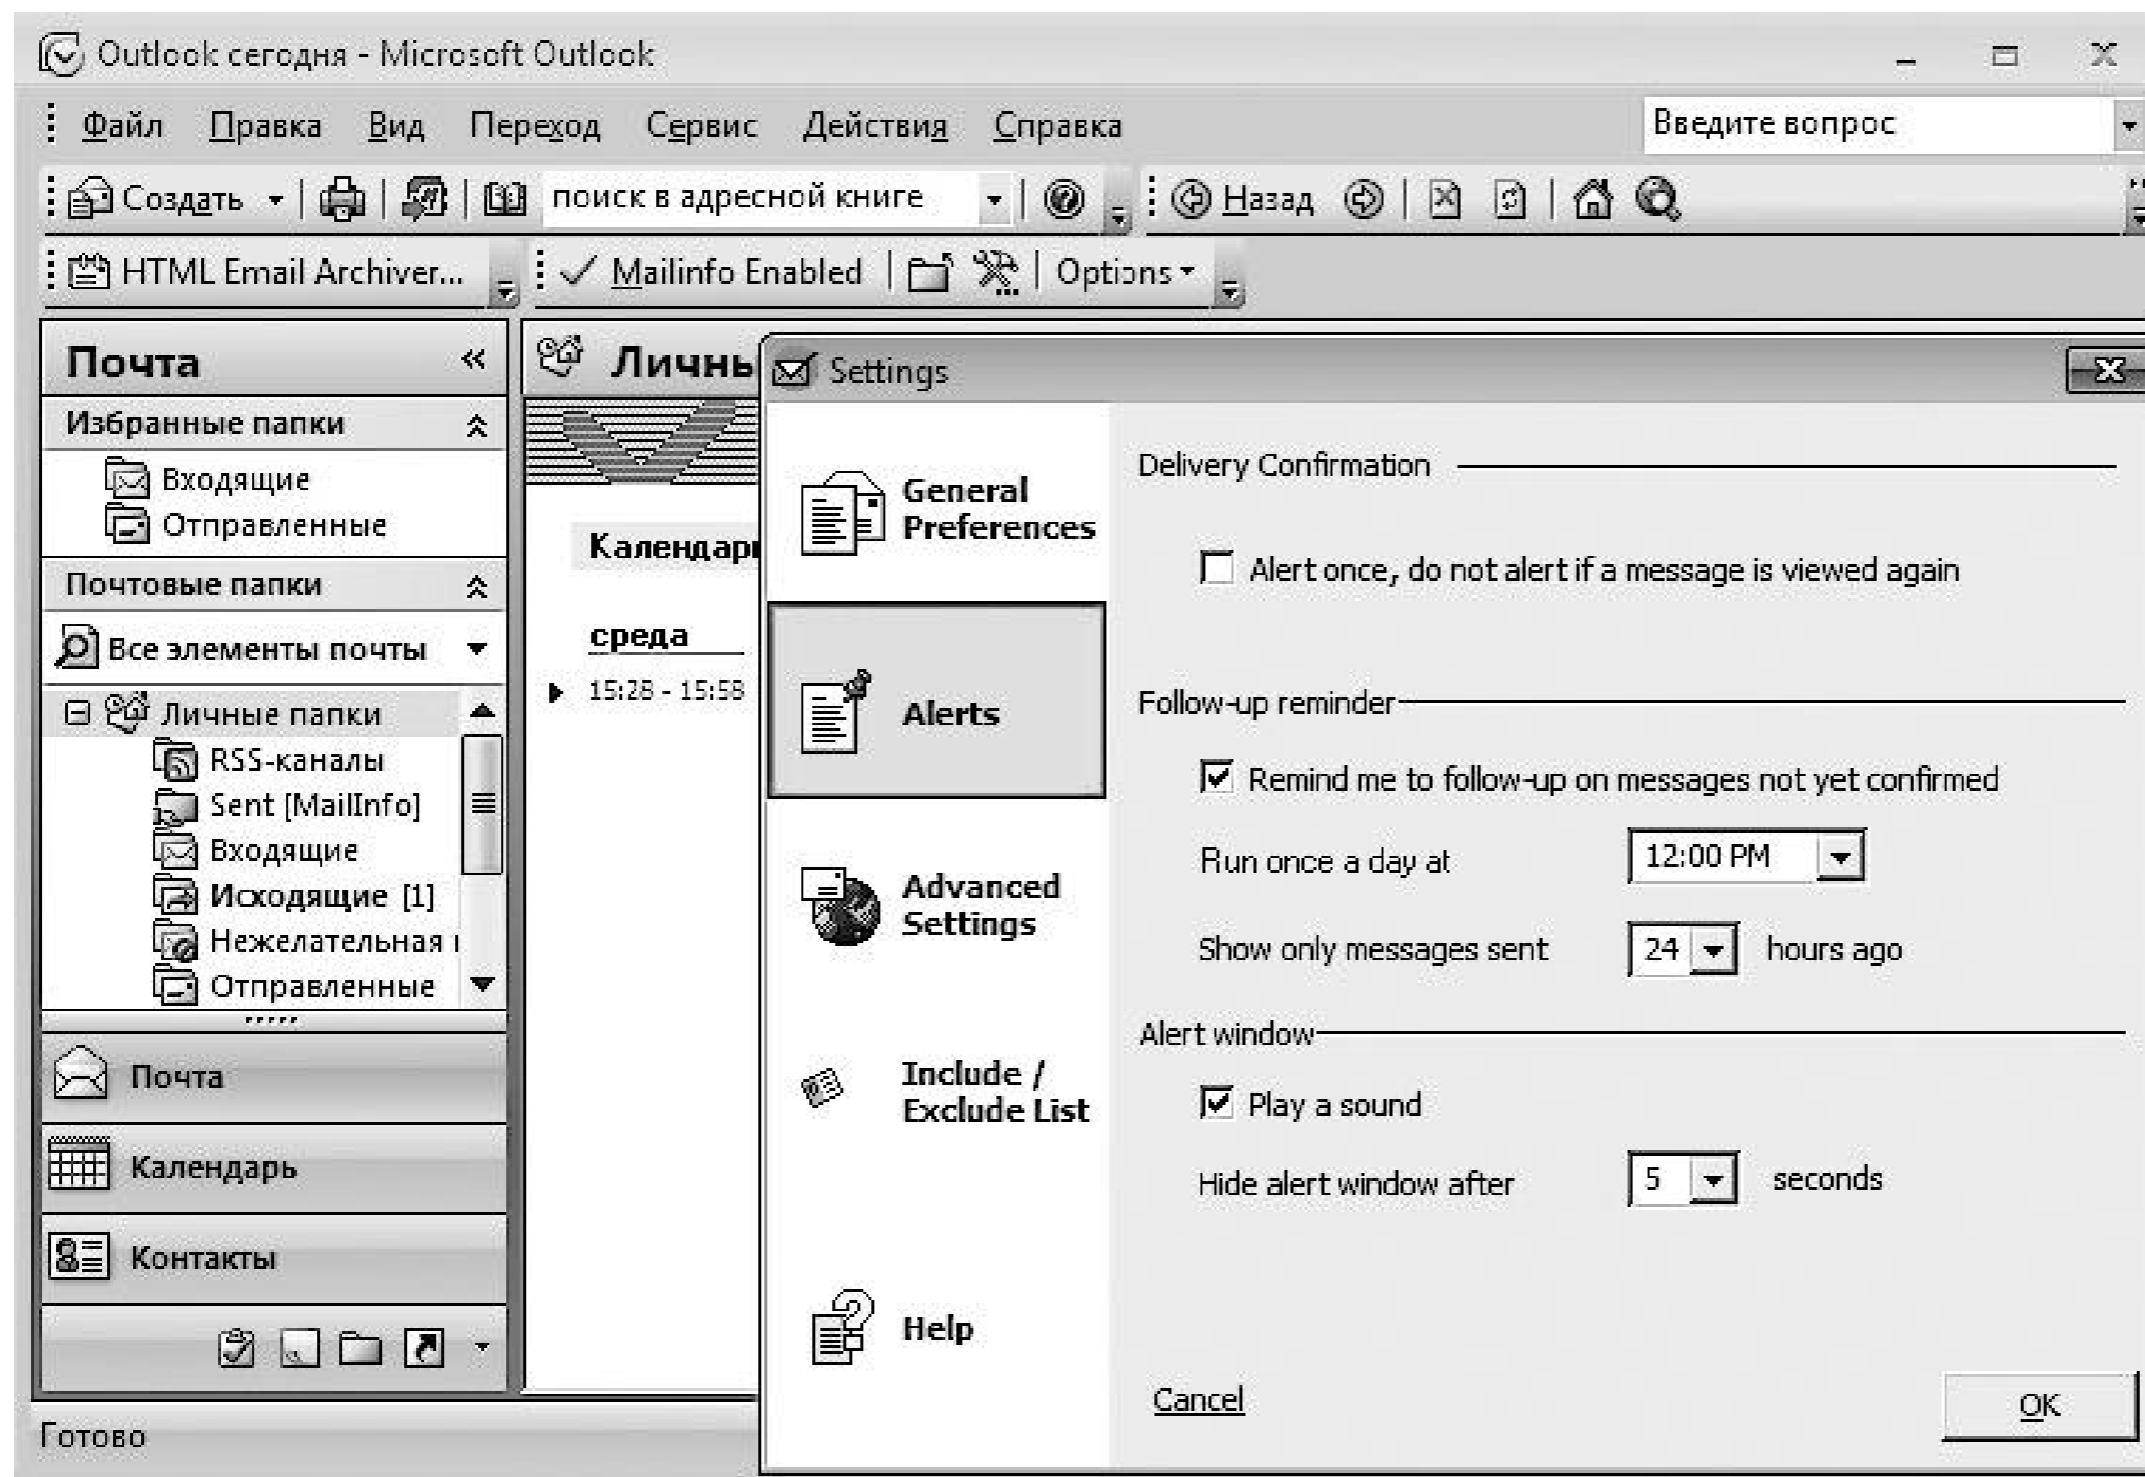 Outlook сегодня - Microsoft Outlook
Файл Правка Вид Переход Сервис Действия Справка Введите вопрос
Создать поиск в адресной книге Назад
HTML Email Archiver... Mailinfo Enabled Options
Почта
Избранные папки
Входящие
Отправленные
Почтовые папки
Все элементы почты
Личные папки
RSS-каналы
Sent [MailInfo]
Входящие
Исходящие [1]
Нежелательная
Отправленные
Почта
Календарь
Контакты
Готово
Личны
Календар
среда
15:28 - 15:58
Settings
General
Preferences
Alerts
Advanced
Settings
Include /
Exclude List
Help
Delivery Confirmation
Alert once, do not alert if a message is viewed again
Follow-up reminder
Remind me to follow-up on messages not yet confirmed
Run once a day at 12:00 PM
Show only messages sent 24 hours ago
Alert window
Play a sound
Hide alert window after 5 seconds
Cancel OK